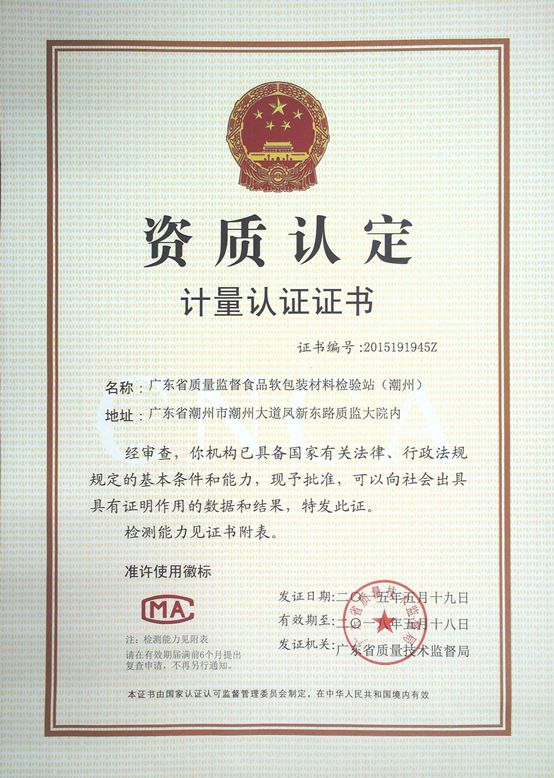 资质认定
计量认证证书
证书编号:2015191945Z
名称：广东省质量监督食品软包装材料检验站（潮州）
地址：广东省潮州市潮州大道凤新东路质监大院内
经审查，你机构已具备国家有关法律、行政法规
规定的基本条件和能力，现予批准，可以向社会出具
具有证明作用的数据和结果，特发此证。
检测能力见证书附表。
准许使用徽标
CMA
注：检测能力见附表
请在有效期届满前6个月提出
复查申请，不再另行通知。
发证日期:二〇一五年五月十九日
有效期至:二〇一八年五月十八日
发证机关:广东省质量技术监督局
广东省质量技术监督局
本证书由国家认证认可监督管理委员会制定，在中华人民共和国境内有效
CNCA